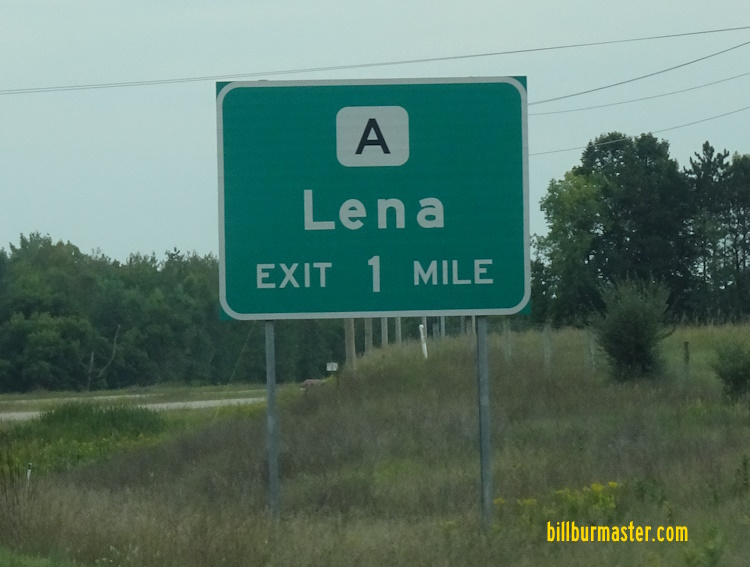 A
Lena
EXIT 1 MILE
billburmaster.com